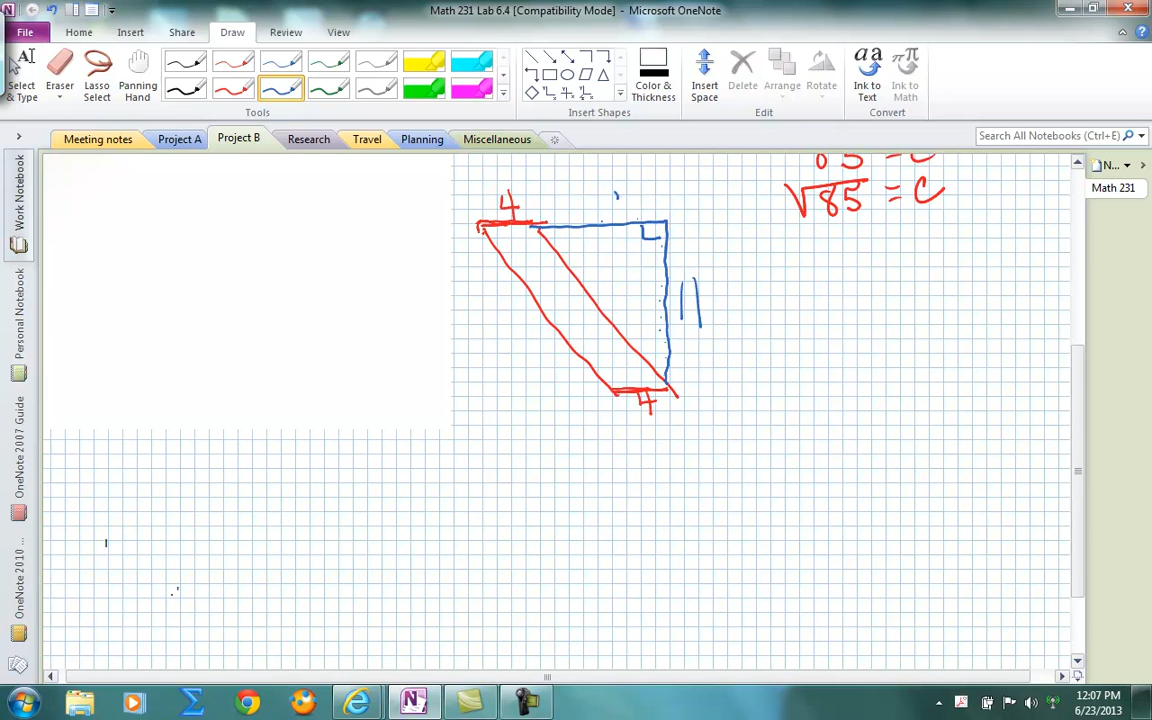 Math 231 Lab 6.4 [Compatibility Mode] - Microsoft OneNote
File Home Insert Draw Share Review View
Select & Type
Eraser
Lasso Select
Panning Hand
Color & Thickness
Insert Space
Delete
Arrange
Rotate
Ink to Text
Ink to Math
Tools
Insert Shapes
Edit
Convert
Meeting notes
Project A
Project B
Research
Travel
Planning
Miscellaneous
Search All Notebooks (Ctrl+E)
N...
Math 231
Work Notebook
Personal Notebook
OneNote 2007 Guide
OneNote 2010 ...
85 = C
√85 = C
4
11
4
12:07 PM
6/23/2013